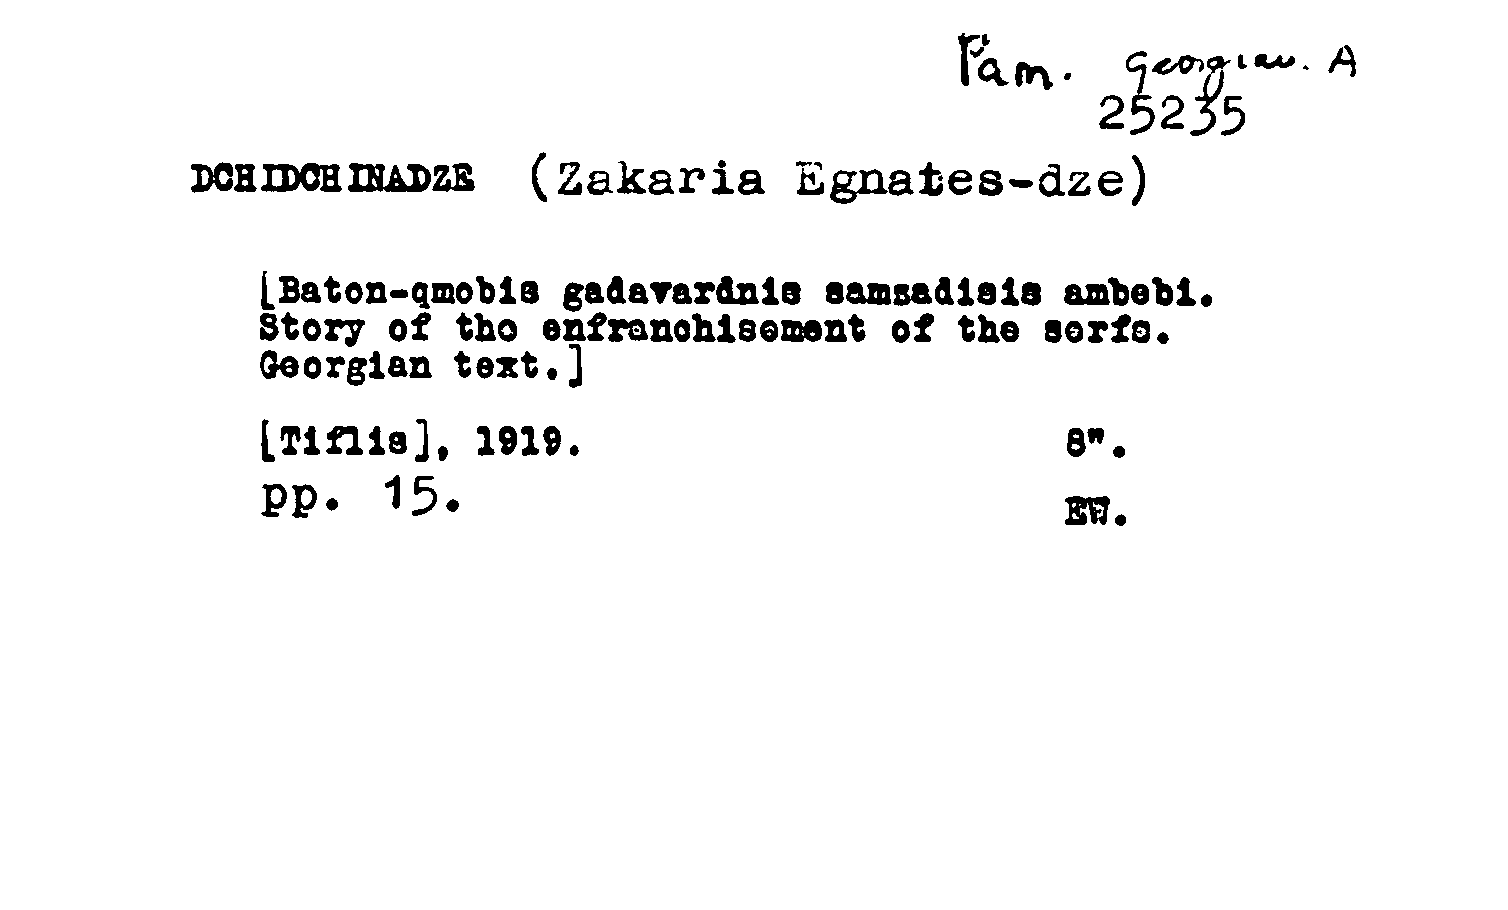 Pam. Georgian. A
25235
DCHIDCHINADZE (Zakaria Egnates-dze)
[Baton-qmobis gadavardnis samsadisis ambebi.
Story of the enfranchisement of the serfs.
Georgian text.]
[Tiflis], 1919. 8".
pp. 15.
EW.